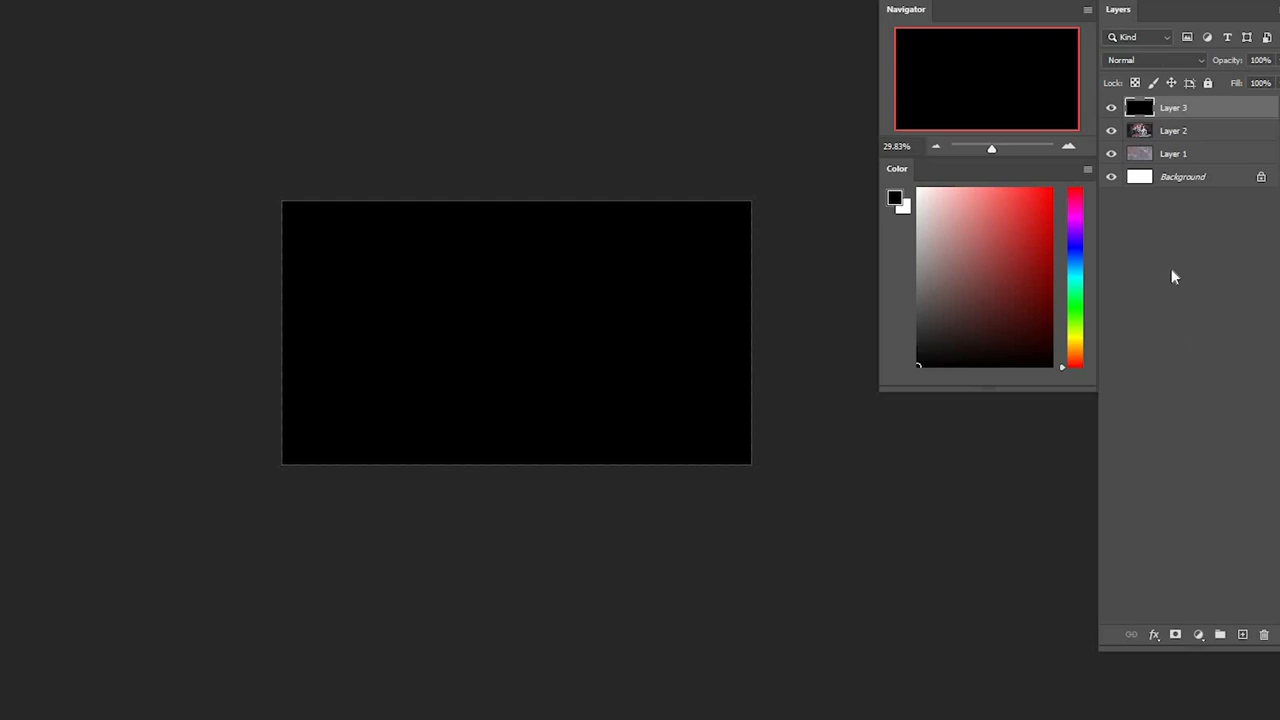 Navigator
29.83%
Color
Layers
Kind
Normal Opacity: 100%
Lock: Fill: 100%
Layer 3
Layer 2
Layer 1
Background
fx